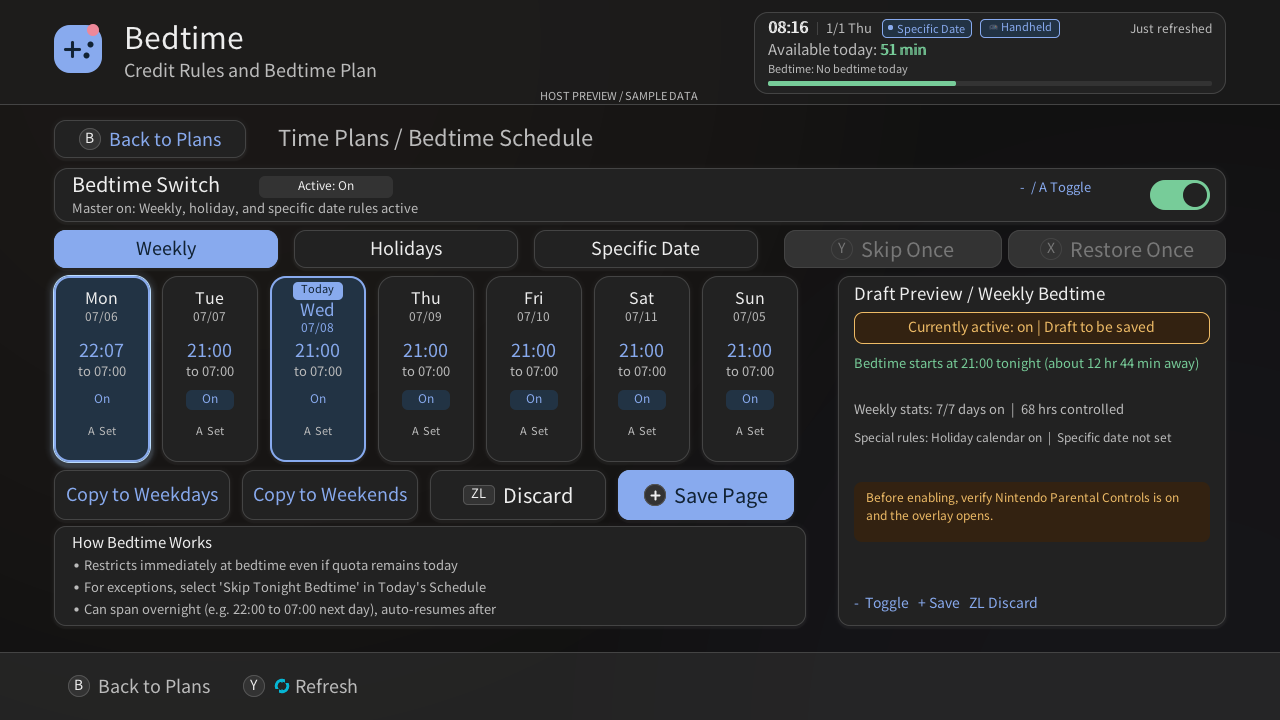 Bedtime
Credit Rules and Bedtime Plan
08:16 | 1/1 Thu Specific Date Handheld Just refreshed
Available today: 51 min
Bedtime: No bedtime today
HOST PREVIEW / SAMPLE DATA
B Back to Plans
Time Plans / Bedtime Schedule
Bedtime Switch Active: On
Master on: Weekly, holiday, and specific date rules active
- / A Toggle
Weekly Holidays Specific Date
Y Skip Once X Restore Once
Mon
07/06
22:07
to 07:00
On
A Set
Tue
07/07
21:00
to 07:00
On
A Set
Today
Wed
07/08
21:00
to 07:00
On
A Set
Thu
07/09
21:00
to 07:00
On
A Set
Fri
07/10
21:00
to 07:00
On
A Set
Sat
07/11
21:00
to 07:00
On
A Set
Sun
07/05
21:00
to 07:00
On
A Set
Copy to Weekdays Copy to Weekends ZL Discard + Save Page
How Bedtime Works
• Restricts immediately at bedtime even if quota remains today
• For exceptions, select 'Skip Tonight Bedtime' in Today's Schedule
• Can span overnight (e.g. 22:00 to 07:00 next day), auto-resumes after
Draft Preview / Weekly Bedtime
Currently active: on | Draft to be saved
Bedtime starts at 21:00 tonight (about 12 hr 44 min away)
Weekly stats: 7/7 days on | 68 hrs controlled
Special rules: Holiday calendar on | Specific date not set
Before enabling, verify Nintendo Parental Controls is on
and the overlay opens.
- Toggle + Save ZL Discard
B Back to Plans Y Refresh